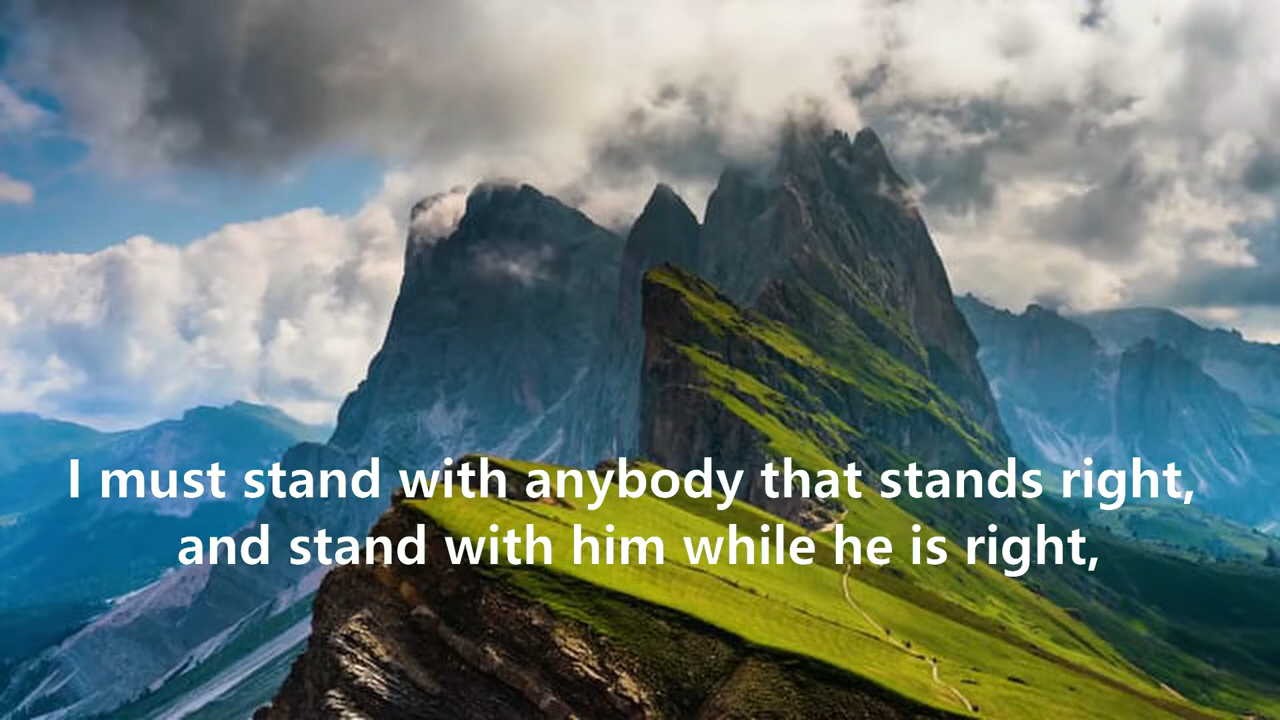 I must stand with anybody that stands right,
and stand with him while he is right,